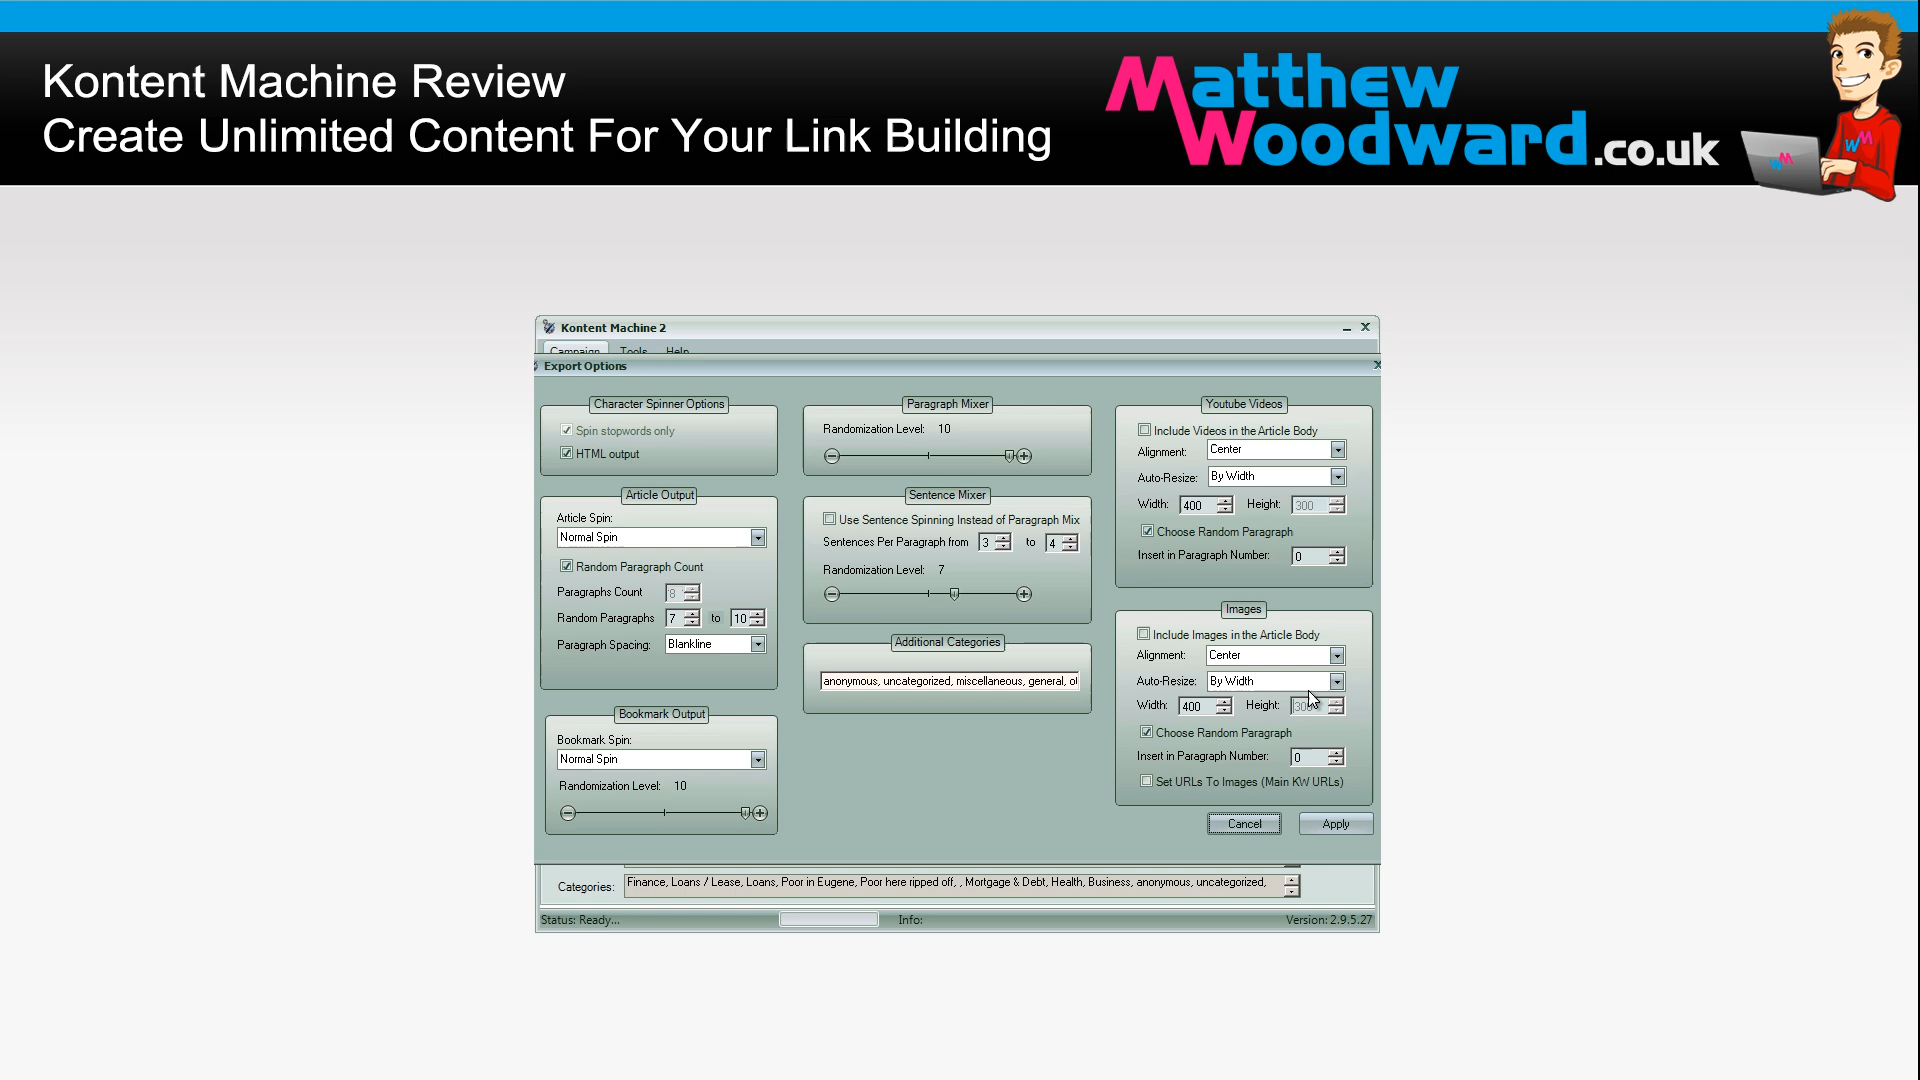 Kontent Machine Review
Create Unlimited Content For Your Link Building
Matthew
Woodward.co.uk
WM
WM
Kontent Machine 2
Campaign Tools Help
Export Options
Character Spinner Options
Spin stopwords only
HTML output
Article Output
Article Spin:
Normal Spin
Random Paragraph Count
Paragraphs Count 8
Random Paragraphs 7 to 10
Paragraph Spacing: Blankline
Bookmark Output
Bookmark Spin:
Normal Spin
Randomization Level: 10
Paragraph Mixer
Randomization Level: 10
Sentence Mixer
Use Sentence Spinning Instead of Paragraph Mix
Sentences Per Paragraph from 3 to 4
Randomization Level: 7
Additional Categories
anonymous, uncategorized, miscellaneous, general, ot
Youtube Videos
Include Videos in the Article Body
Alignment: Center
Auto-Resize: By Width
Width: 400 Height: 300
Choose Random Paragraph
Insert in Paragraph Number: 0
Images
Include Images in the Article Body
Alignment: Center
Auto-Resize: By Width
Width: 400 Height: 300
Choose Random Paragraph
Insert in Paragraph Number: 0
Set URLs To Images (Main KW URLs)
Cancel Apply
Categories: Finance, Loans / Lease, Loans, Poor in Eugene, Poor here ripped off, , Mortgage & Debt, Health, Business, anonymous, uncategorized,
Status: Ready... Info: Version: 2.9.5.27